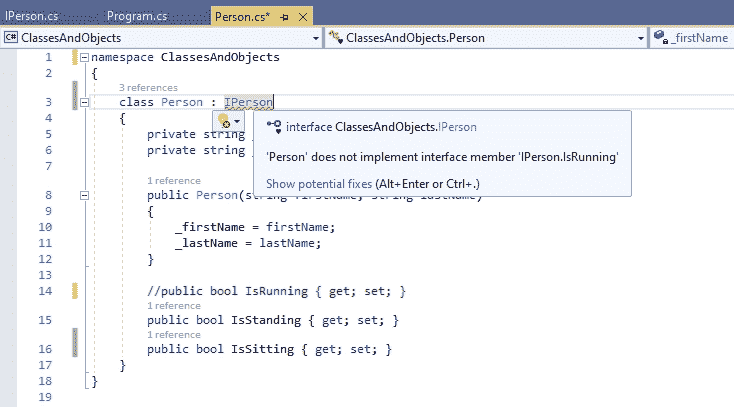 IPerson.cs Program.cs Person.cs*
C# ClassesAndObjects ClassesAndObjects.Person _firstName
1 namespace ClassesAndObjects
2 {
3 references
3 class Person : IPerson
4 {
interface ClassesAndObjects.IPerson
5 private string
6 private string
'Person' does not implement interface member 'IPerson.IsRunning'
7
Show potential fixes (Alt+Enter or Ctrl+.)
1 reference
8 public Person(string firstName, string lastName)
9 {
10 _firstName = firstName;
11 _lastName = lastName;
12 }
13
14 //public bool IsRunning { get; set; }
1 reference
15 public bool IsStanding { get; set; }
1 reference
16 public bool IsSitting { get; set; }
17 }
18 }
19